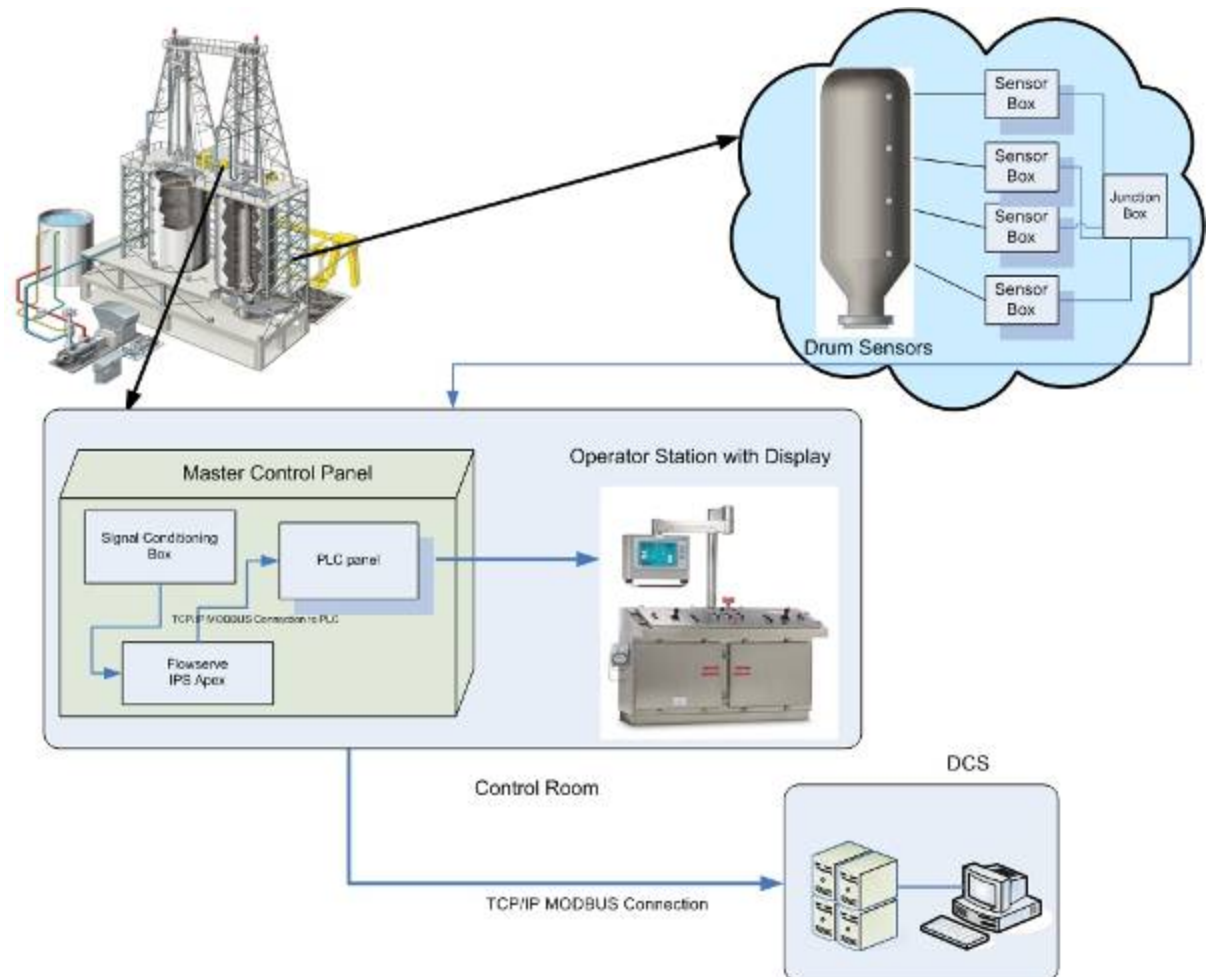 Sensor
Box
Sensor
Box
Sensor
Box
Sensor
Box
Junction
Box
Drum Sensors
Master Control Panel
Operator Station with Display
Signal Conditioning
Box
PLC panel
TCP/IP MODBUS Connection to PLC
Flowserve
IPS Apex
Control Room
DCS
TCP/IP MODBUS Connection